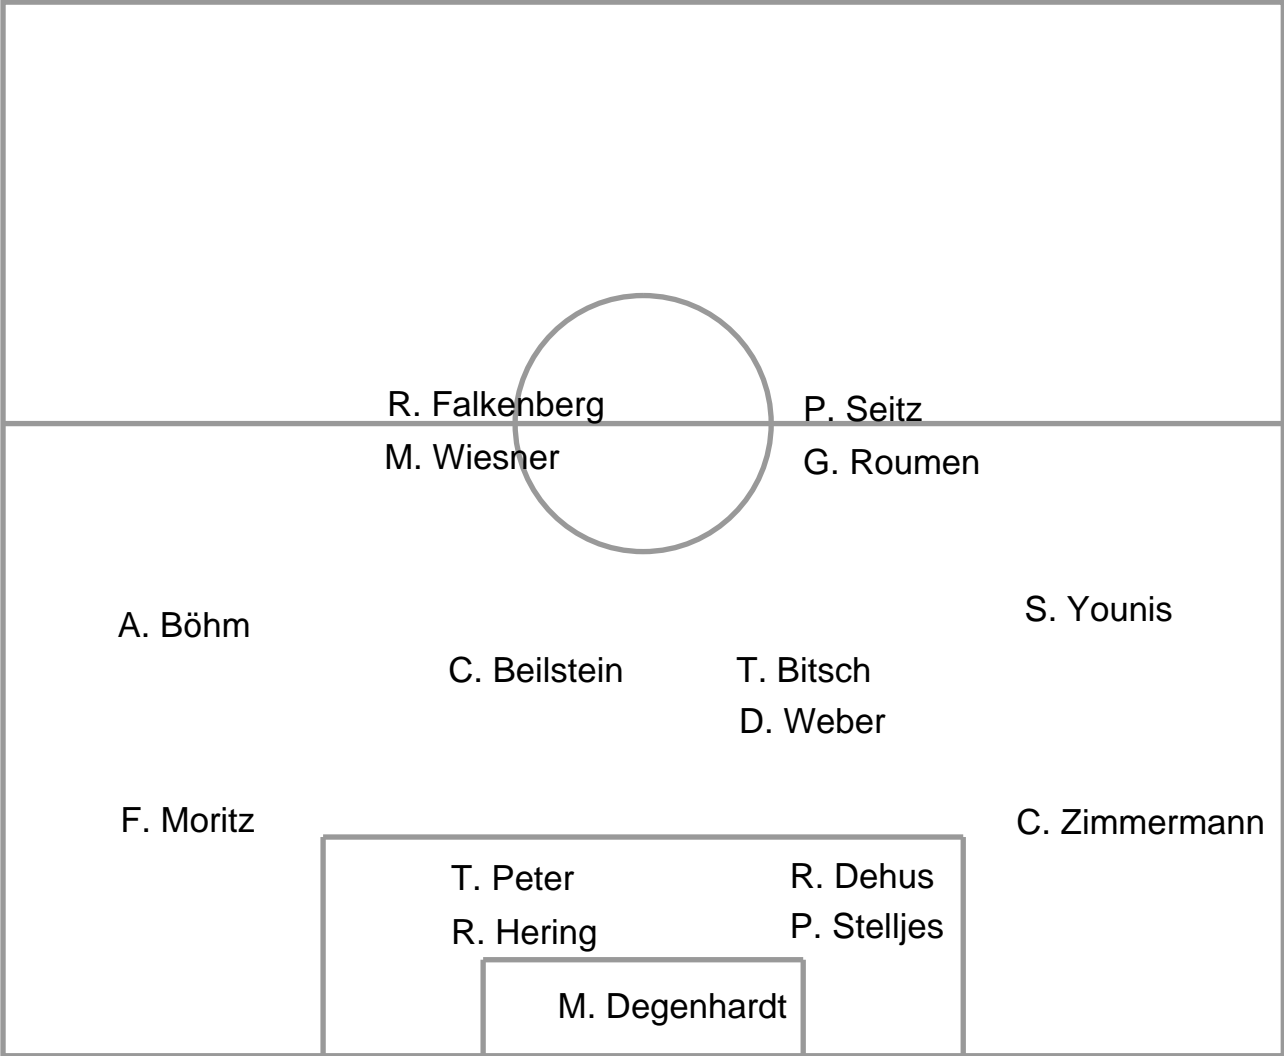 R. Falkenberg
P. Seitz
M. Wiesner
G. Roumen
A. Böhm
S. Younis
C. Beilstein
T. Bitsch
D. Weber
F. Moritz
C. Zimmermann
T. Peter
R. Dehus
R. Hering
P. Stelljes
M. Degenhardt